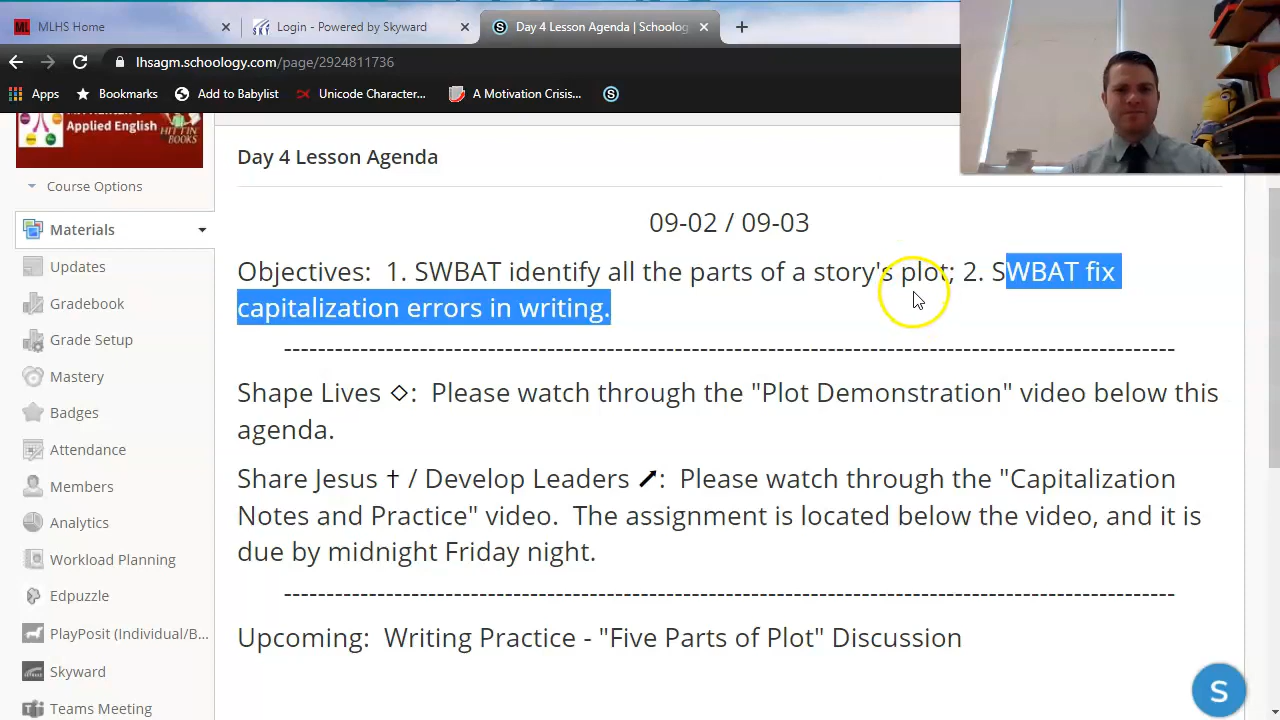 ML MLHS Home
Login - Powered by Skyward
S Day 4 Lesson Agenda | Schoolog
lhsagm.schoology.com/page/2924811736
Apps
Bookmarks
Add to Babylist
Unicode Character...
A Motivation Crisis...
S
Applied English
HITTIN' BOOKS
Day 4 Lesson Agenda
Course Options
09-02 / 09-03
Materials
Updates
Objectives:  1. SWBAT identify all the parts of a story's plot; 2. SWBAT fix
capitalization errors in writing.
Gradebook
Grade Setup
--------------------------------------------------------------------------------------------
Mastery
Shape Lives ◇:  Please watch through the "Plot Demonstration" video below this
agenda.
Badges
Attendance
Share Jesus † / Develop Leaders ➚:  Please watch through the "Capitalization
Notes and Practice" video.  The assignment is located below the video, and it is
due by midnight Friday night.
Members
Analytics
Workload Planning
Edpuzzle
--------------------------------------------------------------------------------------------
PlayPosit (Individual/B...
Upcoming:  Writing Practice - "Five Parts of Plot" Discussion
Skyward
Teams Meeting
S